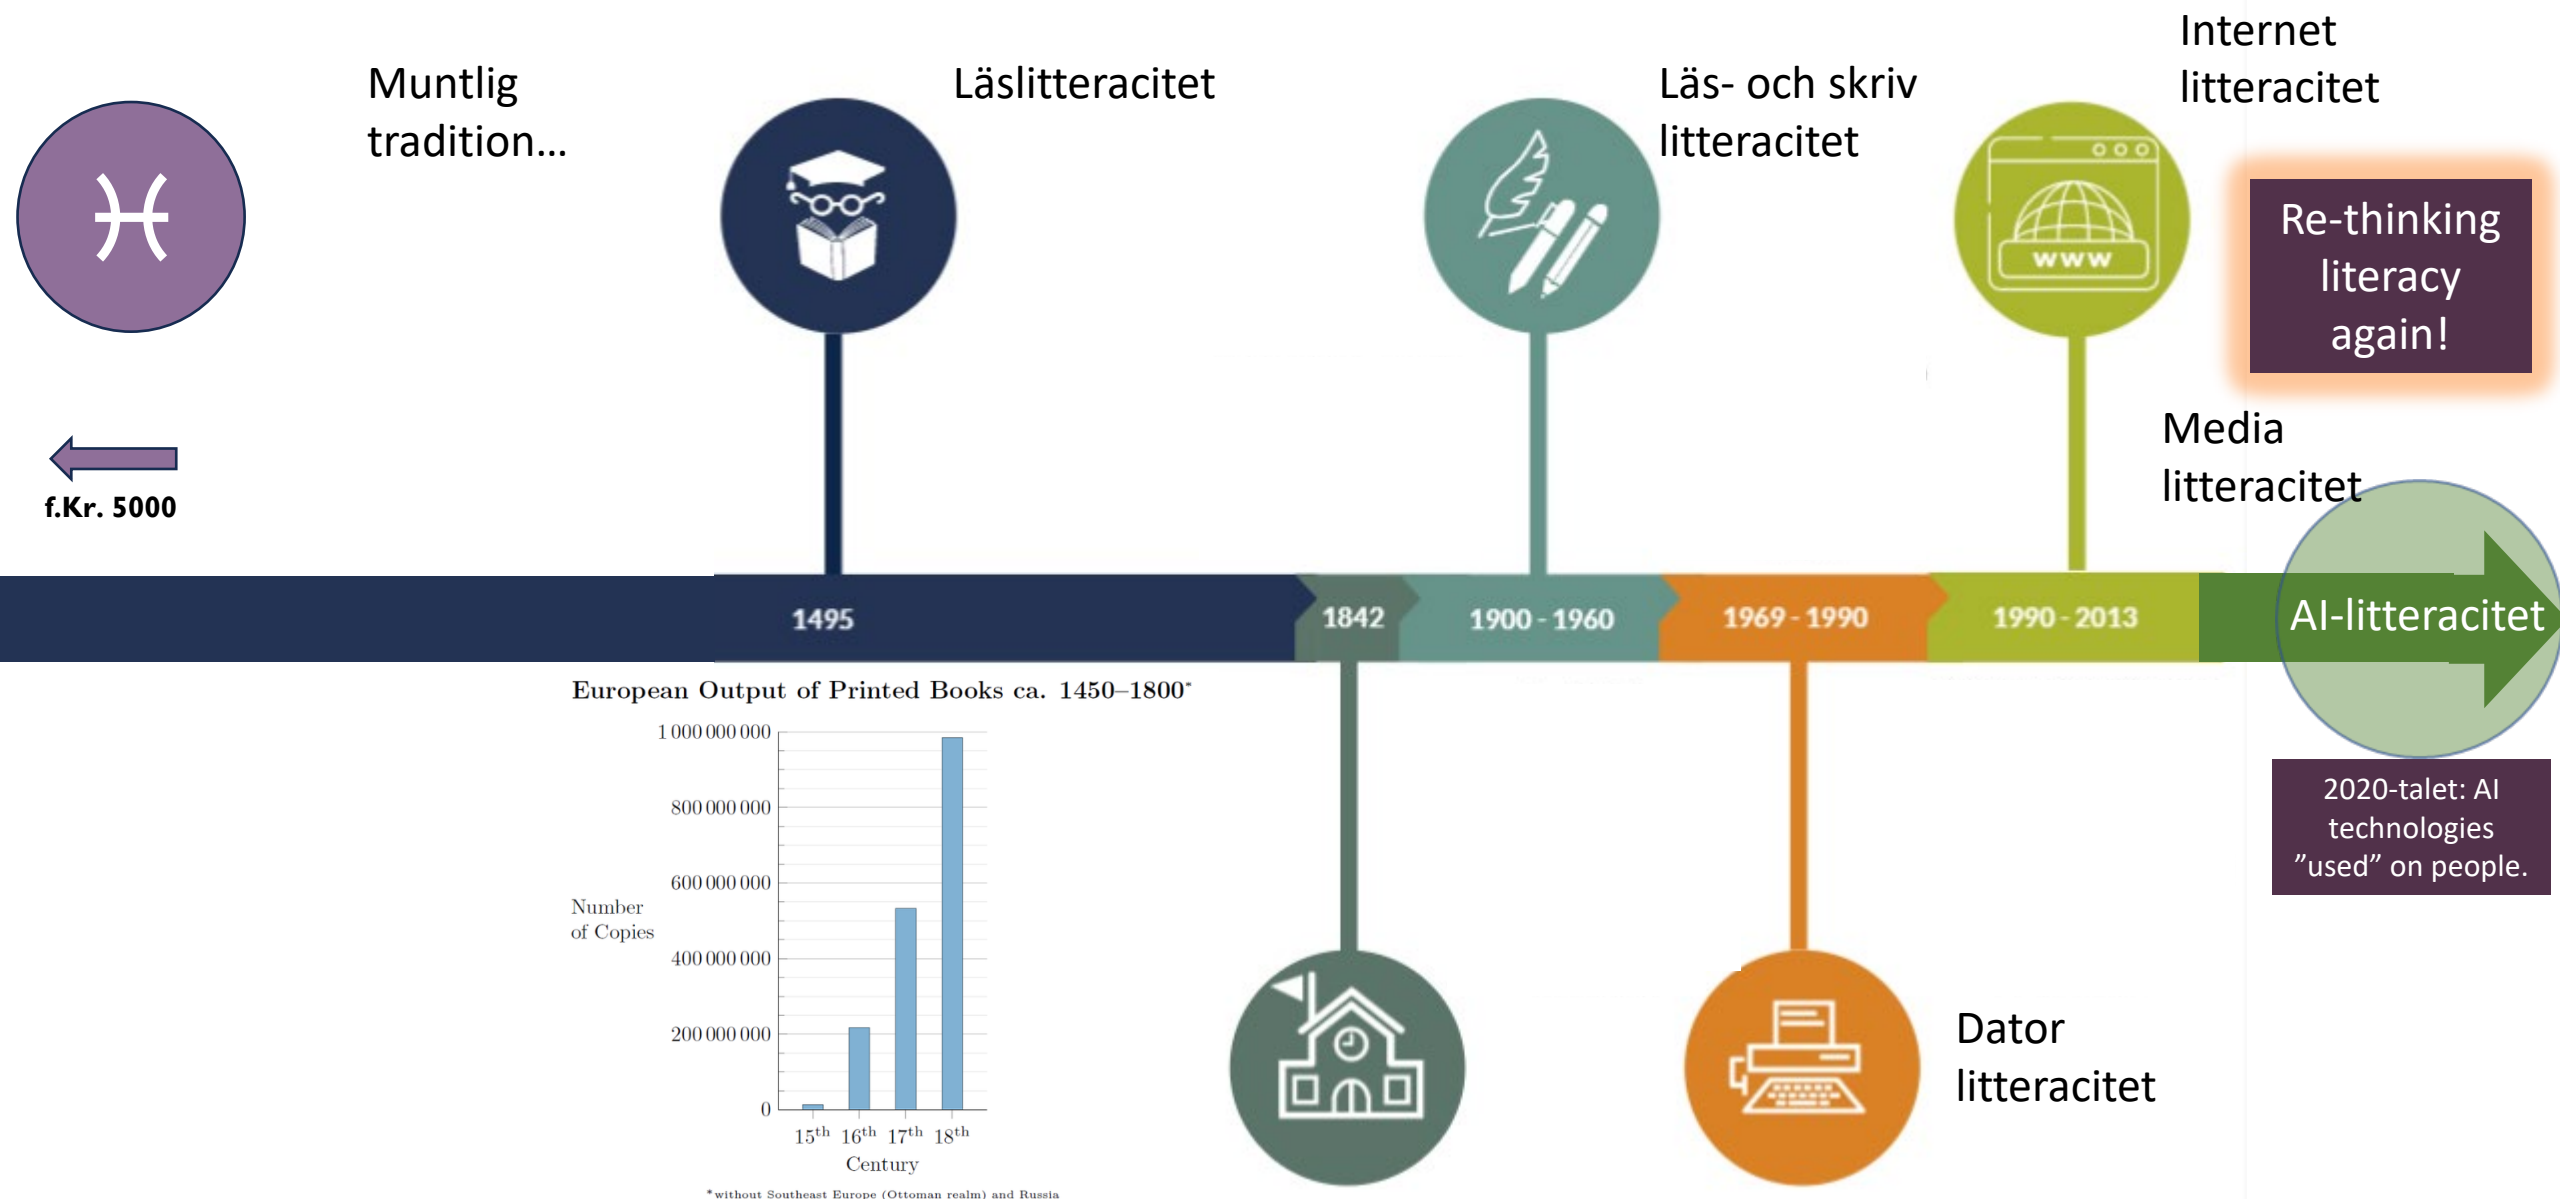 Muntlig
tradition...
Läslitteracitet
Läs- och skriv
litteracitet
Internet
litteracitet
www
Re-thinking
literacy
again!
Media
litteracitet
f.Kr. 5000
1495
1842
1900 - 1960
1969 - 1990
1990 - 2013
AI-litteracitet
European Output of Printed Books ca. 1450–1800*
1 000 000 000
800 000 000
600 000 000
Number
of Copies
400 000 000
200 000 000
0
15th 16th 17th 18th
Century
*without Southeast Europe (Ottoman realm) and Russia
2020-talet: AI
technologies
”used” on people.
Dator
litteracitet